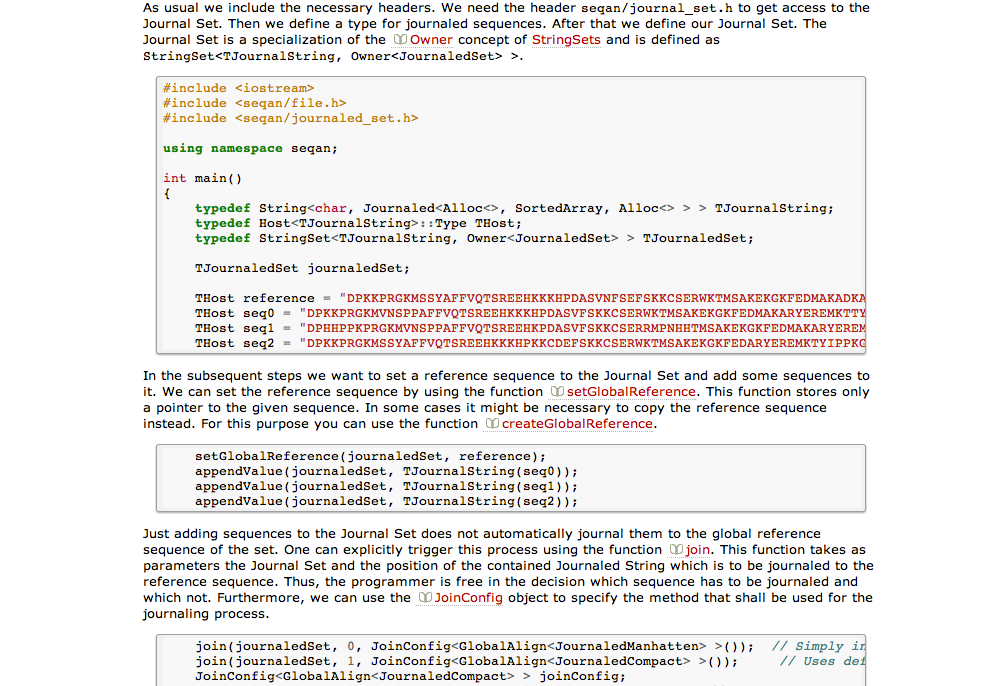 As usual we include the necessary headers. We need the header seqan/journal_set.h to get access to the
Journal Set. Then we define a type for journaled sequences. After that we define our Journal Set. The
Journal Set is a specialization of the Owner concept of StringSets and is defined as
StringSet<TJournalString, Owner<JournaledSet> >.
#include <iostream>
#include <seqan/file.h>
#include <seqan/journaled_set.h>
using namespace seqan;
int main()
{
typedef String<char, Journaled<Alloc<>, SortedArray, Alloc<> > > TJournalString;
typedef Host<TJournalString>::Type THost;
typedef StringSet<TJournalString, Owner<JournaledSet> > TJournaledSet;
TJournaledSet journaledSet;
THost reference = "DPKKPRGKMSSYAFFVQTSREEHKKKHPDASVNFSEFSKKCSERWKTMSAKEKGKFEDMAKADKA
THost seq0 = "DPKKPRGKMVNSPPAFFVQTSREEHKKKHPDASVFSKKCSERWKTMSAKEKGKFEDMAKARYEREMKTTY
THost seq1 = "DPHHPPKPRGKMVNSPPAFFVQTSREEHKPDASVFSKKCSERRMPNHHTMSAKEKGKFEDMAKARYEREM
THost seq2 = "DPKKPRGKMSSYAFFVQTSREEHKKKHPKKCDEFSKKCSERWKTMSAKEKGKFEDARYEREMKTYIPPKG
In the subsequent steps we want to set a reference sequence to the Journal Set and add some sequences to
it. We can set the reference sequence by using the function setGlobalReference. This function stores only
a pointer to the given sequence. In some cases it might be necessary to copy the reference sequence
instead. For this purpose you can use the function createGlobalReference.
setGlobalReference(journaledSet, reference);
appendValue(journaledSet, TJournalString(seq0));
appendValue(journaledSet, TJournalString(seq1));
appendValue(journaledSet, TJournalString(seq2));
Just adding sequences to the Journal Set does not automatically journal them to the global reference
sequence of the set. One can explicitly trigger this process using the function join. This function takes as
parameters the Journal Set and the position of the contained Journaled String which is to be journaled to the
reference sequence. Thus, the programmer is free in the decision which sequence has to be journaled and
which not. Furthermore, we can use the JoinConfig object to specify the method that shall be used for the
journaling process.
join(journaledSet, 0, JoinConfig<GlobalAlign<JournaledManhatten> >()); // Simply in
join(journaledSet, 1, JoinConfig<GlobalAlign<JournaledCompact> >()); // Uses def
JoinConfig<GlobalAlign<JournaledCompact> > joinConfig;